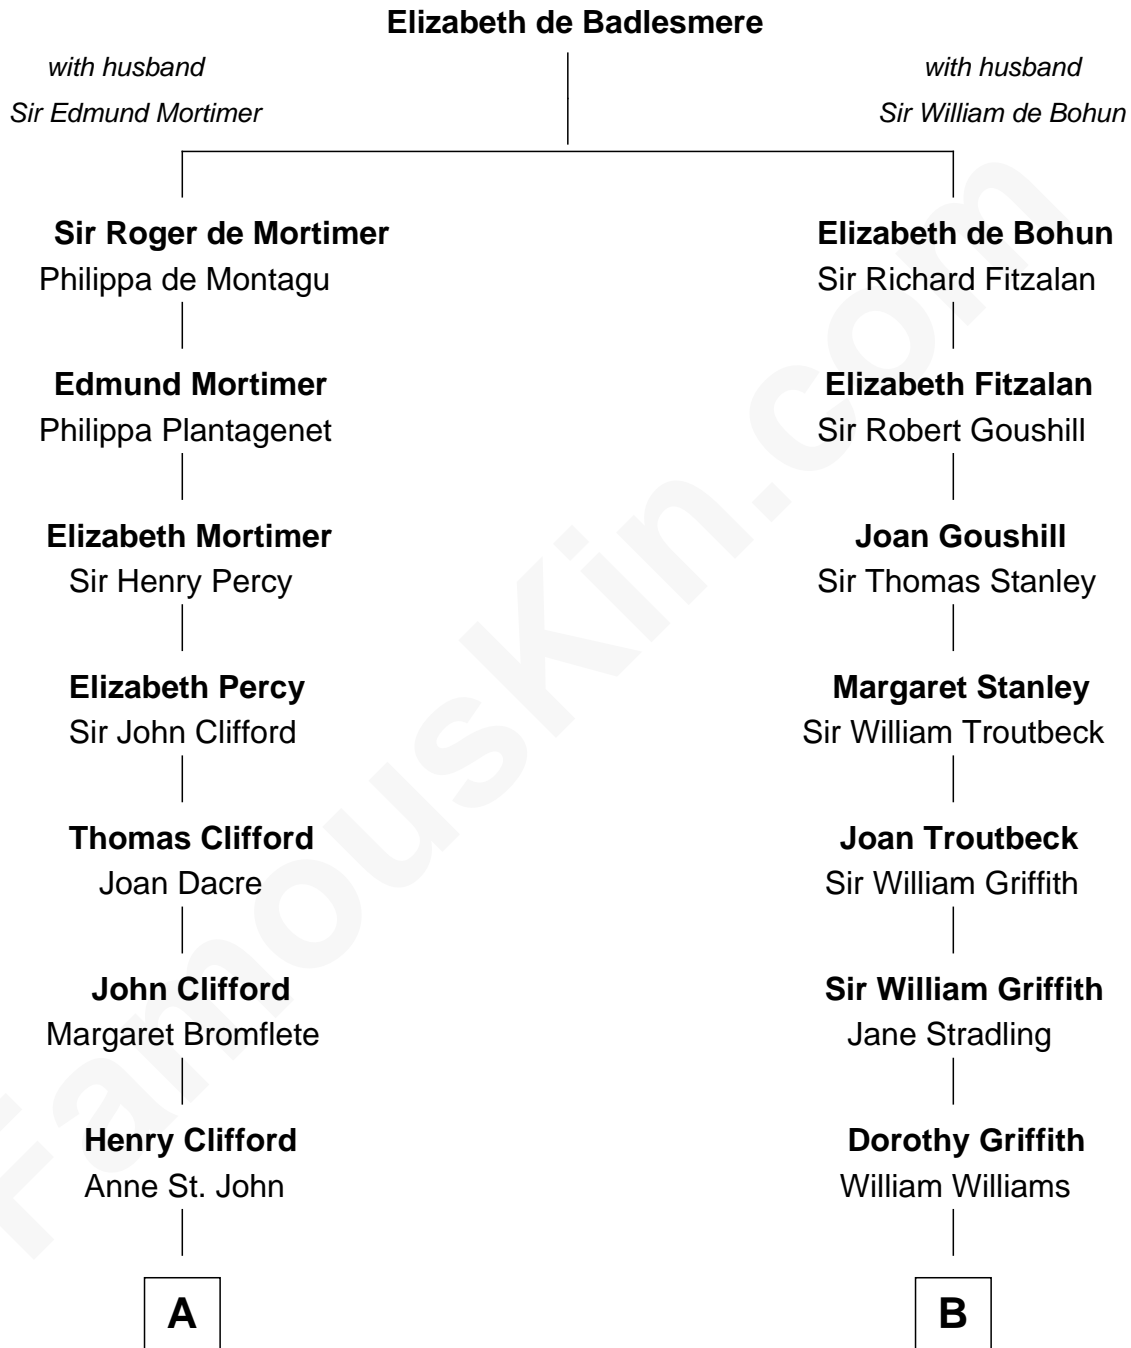 Elizabeth de Badlesmere
with husband
Sir Edmund Mortimer
with husband
Sir William de Bohun
Sir Roger de Mortimer
Philippa de Montagu
Elizabeth de Bohun
Sir Richard Fitzalan
Edmund Mortimer
Philippa Plantagenet
Elizabeth Fitzalan
Sir Robert Goushill
Elizabeth Mortimer
Sir Henry Percy
Joan Goushill
Sir Thomas Stanley
Elizabeth Percy
Sir John Clifford
Margaret Stanley
Sir William Troutbeck
Thomas Clifford
Joan Dacre
Joan Troutbeck
Sir William Griffith
John Clifford
Margaret Bromflete
Sir William Griffith
Jane Stradling
Henry Clifford
Anne St. John
Dorothy Griffith
William Williams
A
B
FamousKin.com